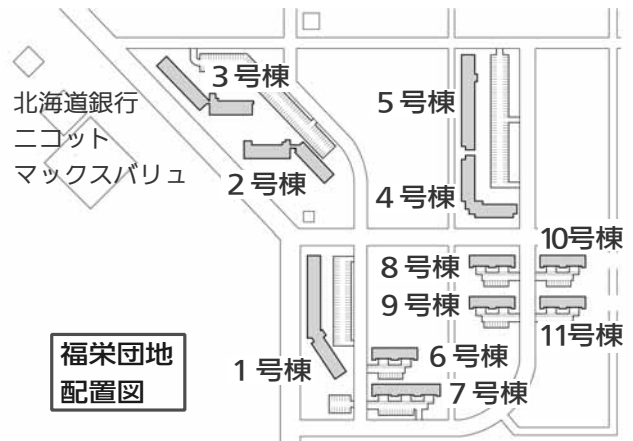 北海道銀行
ニコット
マックスバリュ
3号棟
2号棟
5号棟
4号棟
10号棟
8号棟
9号棟
11号棟
6号棟
7号棟
1号棟
福栄団地
配置図